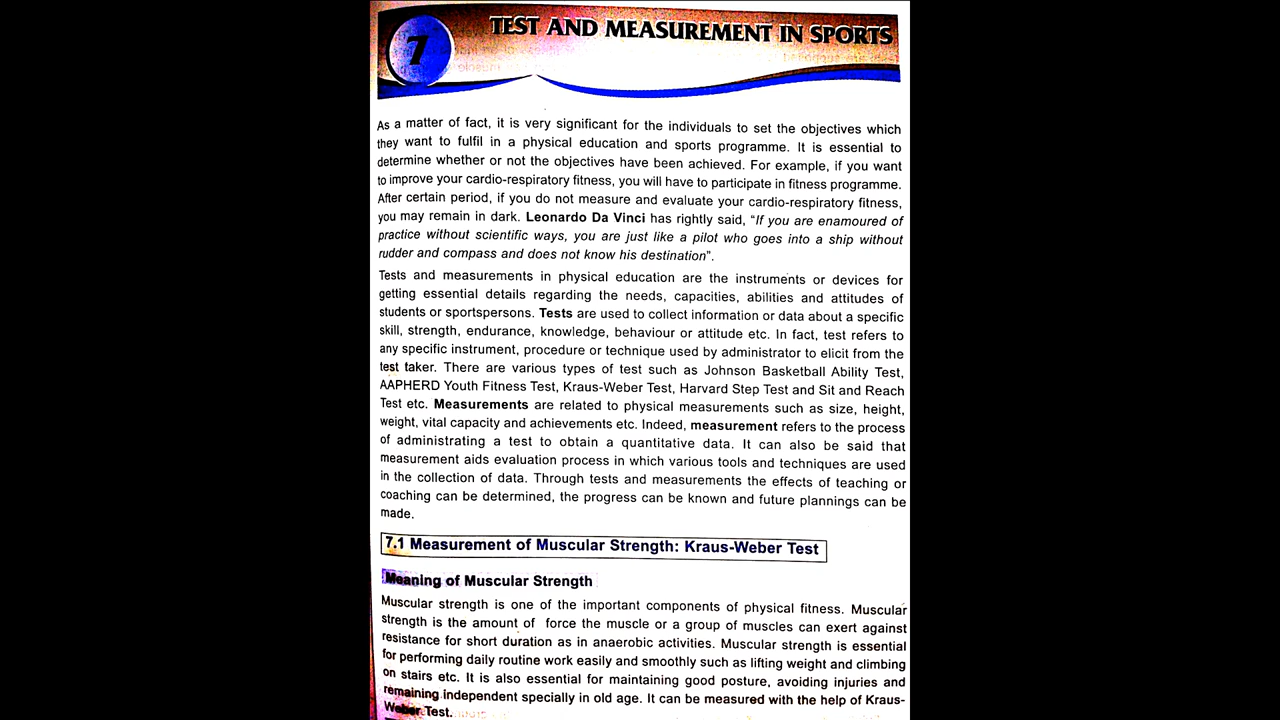 7
TEST AND MEASUREMENT IN SPORTS
As a matter of fact, it is very significant for the individuals to set the objectives which
they want to fulfil in a physical education and sports programme. It is essential to
determine whether or not the objectives have been achieved. For example, if you want
to improve your cardio-respiratory fitness, you will have to participate in fitness programme.
After certain period, if you do not measure and evaluate your cardio-respiratory fitness,
you may remain in dark. Leonardo Da Vinci has rightly said, "If you are enamoured of
practice without scientific ways, you are just like a pilot who goes into a ship without
rudder and compass and does not know his destination".
Tests and measurements in physical education are the instruments or devices for
getting essential details regarding the needs, capacities, abilities and attitudes of
students or sportspersons. Tests are used to collect information or data about a specific
skill, strength, endurance, knowledge, behaviour or attitude etc. In fact, test refers to
any specific instrument, procedure or technique used by administrator to elicit from the
test taker. There are various types of test such as Johnson Basketball Ability Test,
AAPHERD Youth Fitness Test, Kraus-Weber Test, Harvard Step Test and Sit and Reach
Test etc. Measurements are related to physical measurements such as size, height,
weight, vital capacity and achievements etc. Indeed, measurement refers to the process
of administrating a test to obtain a quantitative data. It can also be said that
measurement aids evaluation process in which various tools and techniques are used
in the collection of data. Through tests and measurements the effects of teaching or
coaching can be determined, the progress can be known and future plannings can be
made.
7.1 Measurement of Muscular Strength: Kraus-Weber Test
Meaning of Muscular Strength
Muscular strength is one of the important components of physical fitness. Muscular
strength is the amount of force the muscle or a group of muscles can exert against
resistance for short duration as in anaerobic activities. Muscular strength is essential
for performing daily routine work easily and smoothly such as lifting weight and climbing
on stairs etc. It is also essential for maintaining good posture, avoiding injuries and
remaining independent specially in old age. It can be measured with the help of Kraus-
Weber Test.